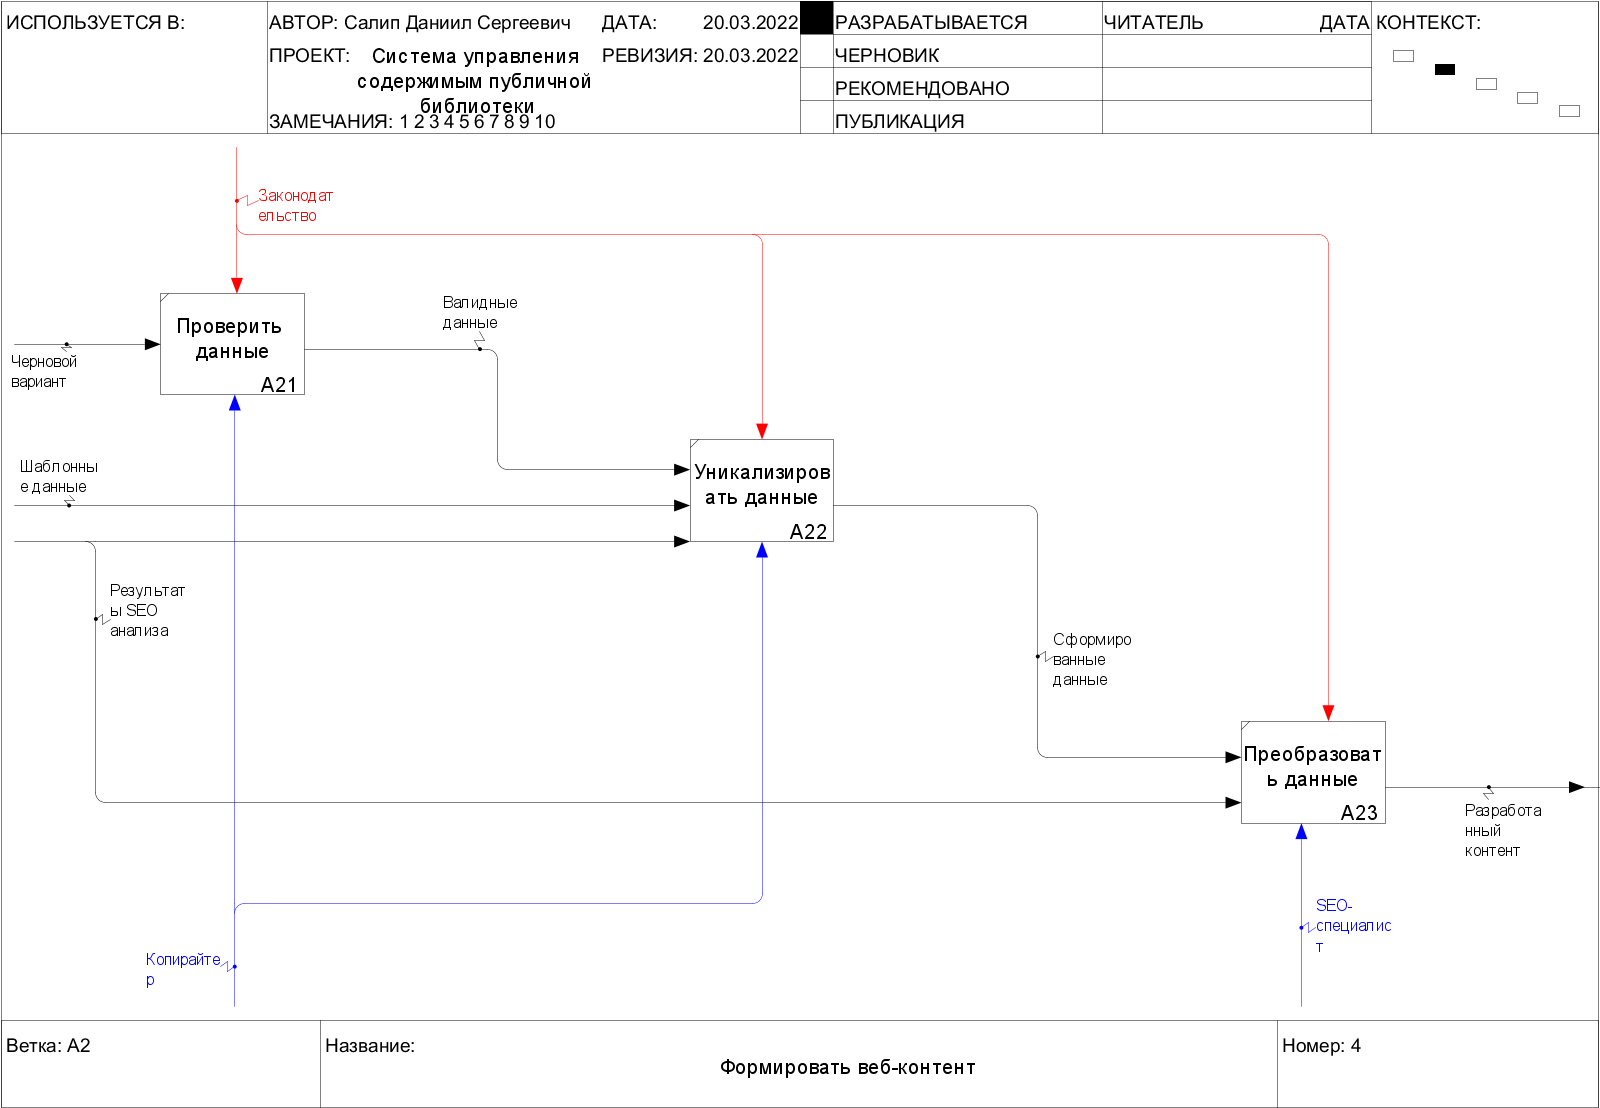 ИСПОЛЬЗУЕТСЯ В:
АВТОР: Салип Даниил Сергеевич
ДАТА: 20.03.2022
ПРОЕКТ: Система управления
содержимым публичной
библиотеки
РЕВИЗИЯ: 20.03.2022
ЗАМЕЧАНИЯ: 1 2 3 4 5 6 7 8 9 10
РАЗРАБАТЫВАЕТСЯ
ЧЕРНОВИК
РЕКОМЕНДОВАНО
ПУБЛИКАЦИЯ
ЧИТАТЕЛЬ ДАТА
КОНТЕКСТ:
Законодат
ельство
Валидные
данные
Проверить
данные
A21
Черновой
вариант
Шаблонны
е данные
Уникализиров
ать данные
A22
Результат
ы SEO
анализа
Сформиро
ванные
данные
Преобразоват
ь данные
A23
Разработа
нный
контент
SEO-
специалис
т
Копирайте
р
Ветка: A2
Название:
Формировать веб-контент
Номер: 4